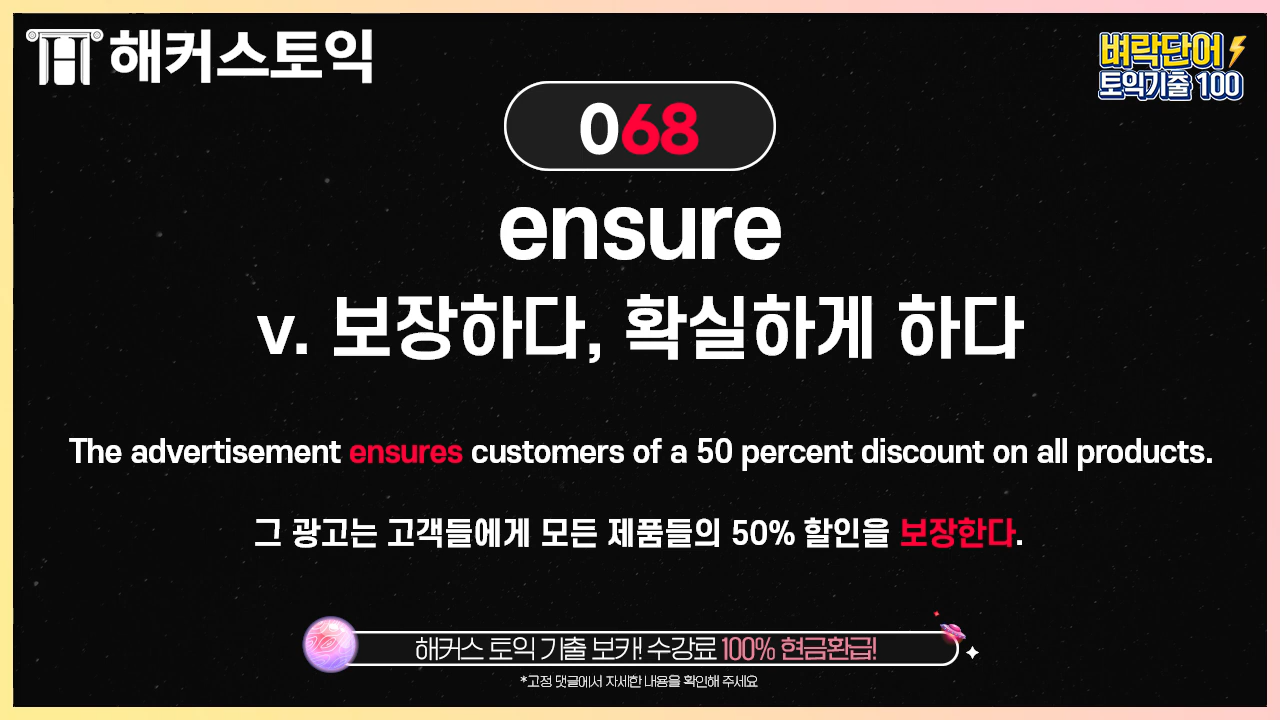 해커스토익
벼락단어
토익기출 100
068
ensure
v. 보장하다, 확실하게 하다
The advertisement ensures customers of a 50 percent discount on all products.
그 광고는 고객들에게 모든 제품들의 50% 할인을 보장한다.
해커스 토익 기출 보카! 수강료 100% 현금환급!
*고정 댓글에서 자세한 내용을 확인해 주세요